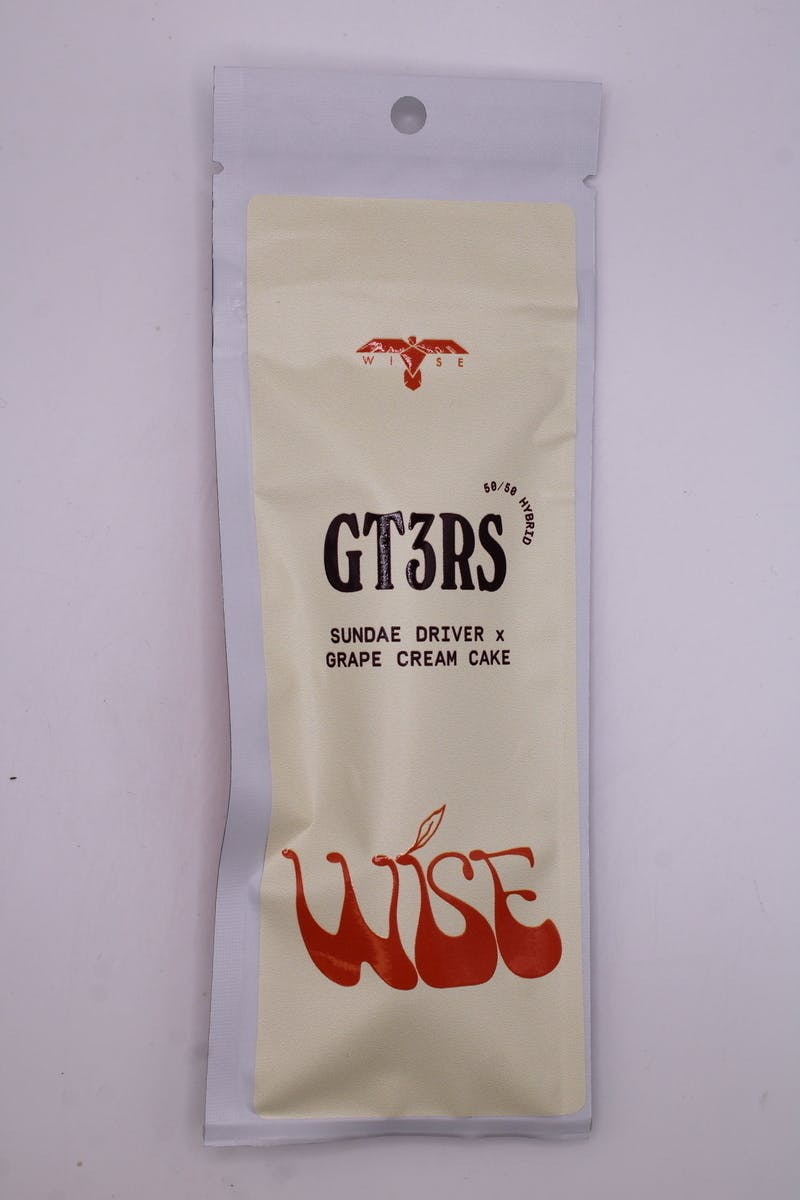 WISE
50/50 HYBRID
GT3RS
SUNDAE DRIVER x
GRAPE CREAM CAKE
WISE